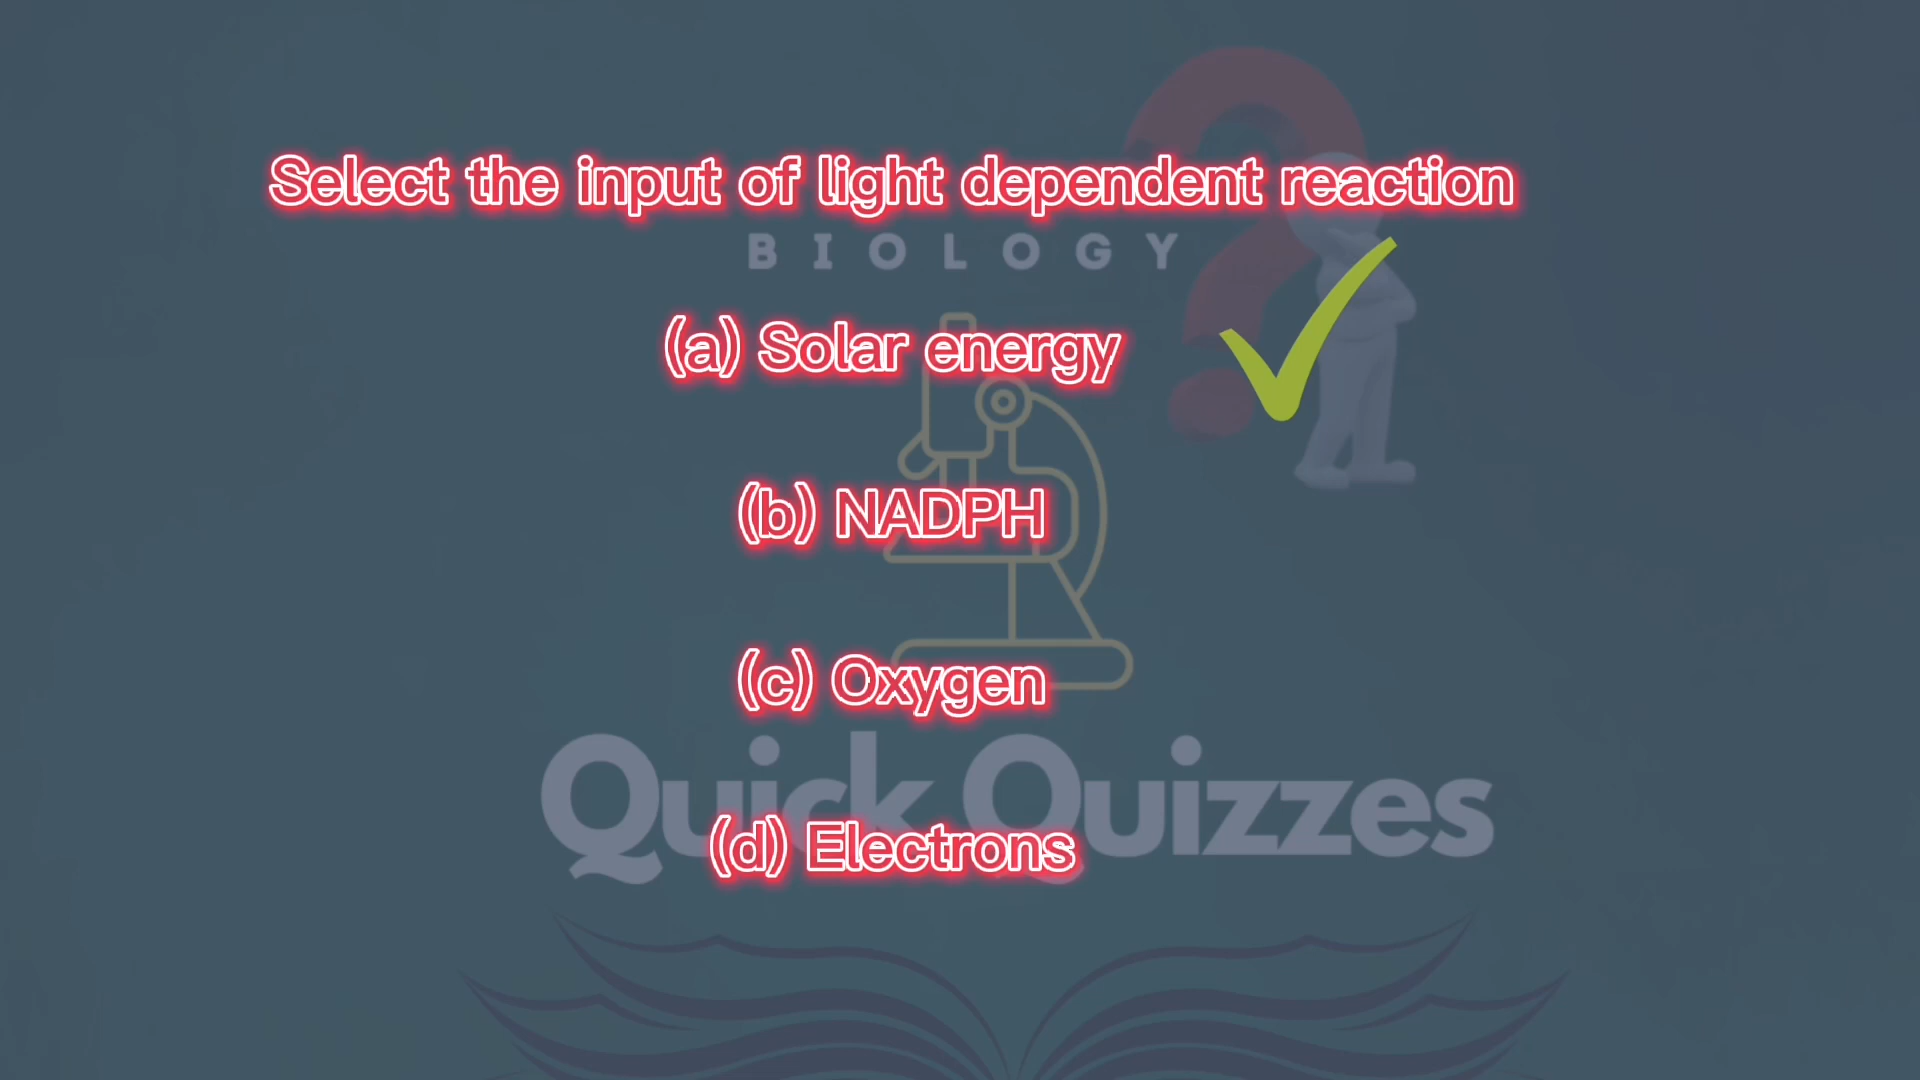 Select the input of light dependent reaction
BIOLOGY
(a) Solar energy
(b) NADPH
(c) Oxygen
Quick Quizzes
(d) Electrons